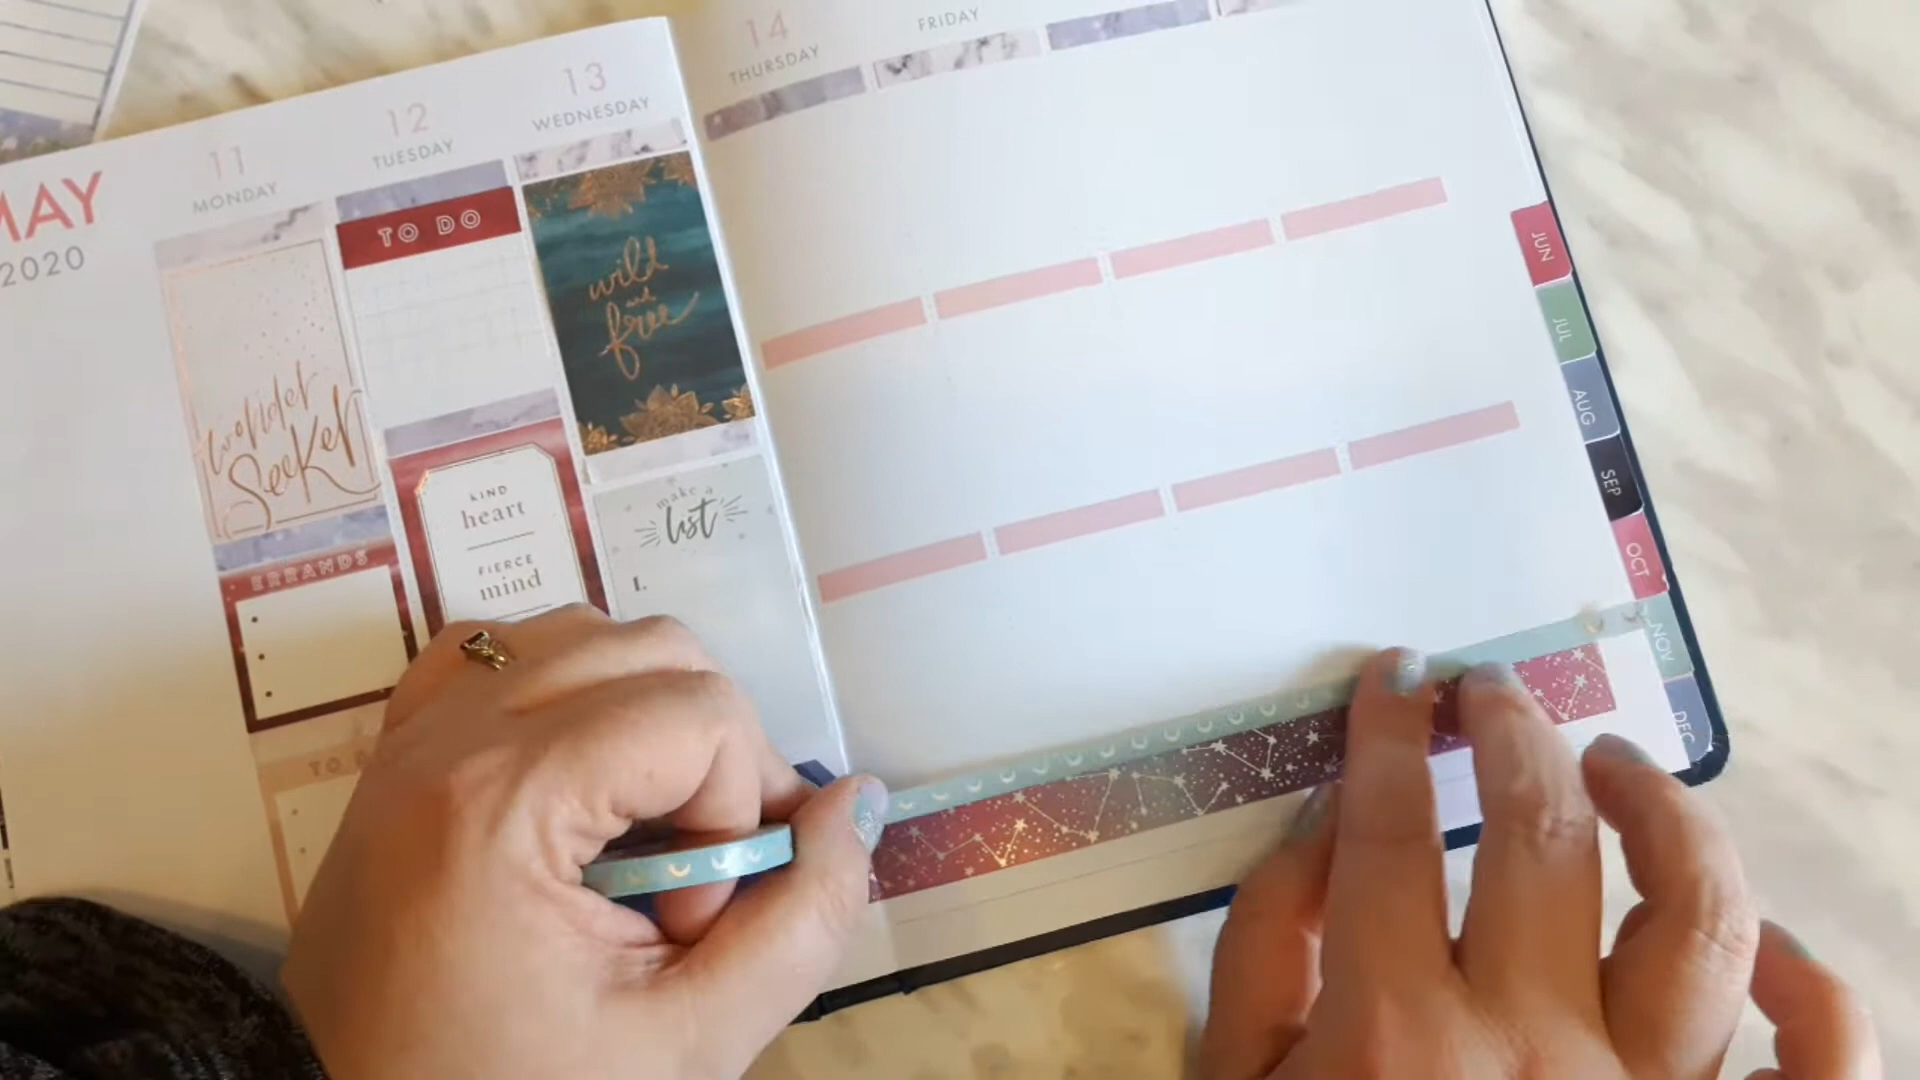 MAY
2020
11
MONDAY
12
TUESDAY
13
WEDNESDAY
14
THURSDAY
FRIDAY
wonder
Seeker
TO DO
wild
and
free
ERRANDS
KIND
heart
FIERCE
mind
make a
list
1.
TO
JUN
JUL
AUG
SEP
OCT
NOV
DEC